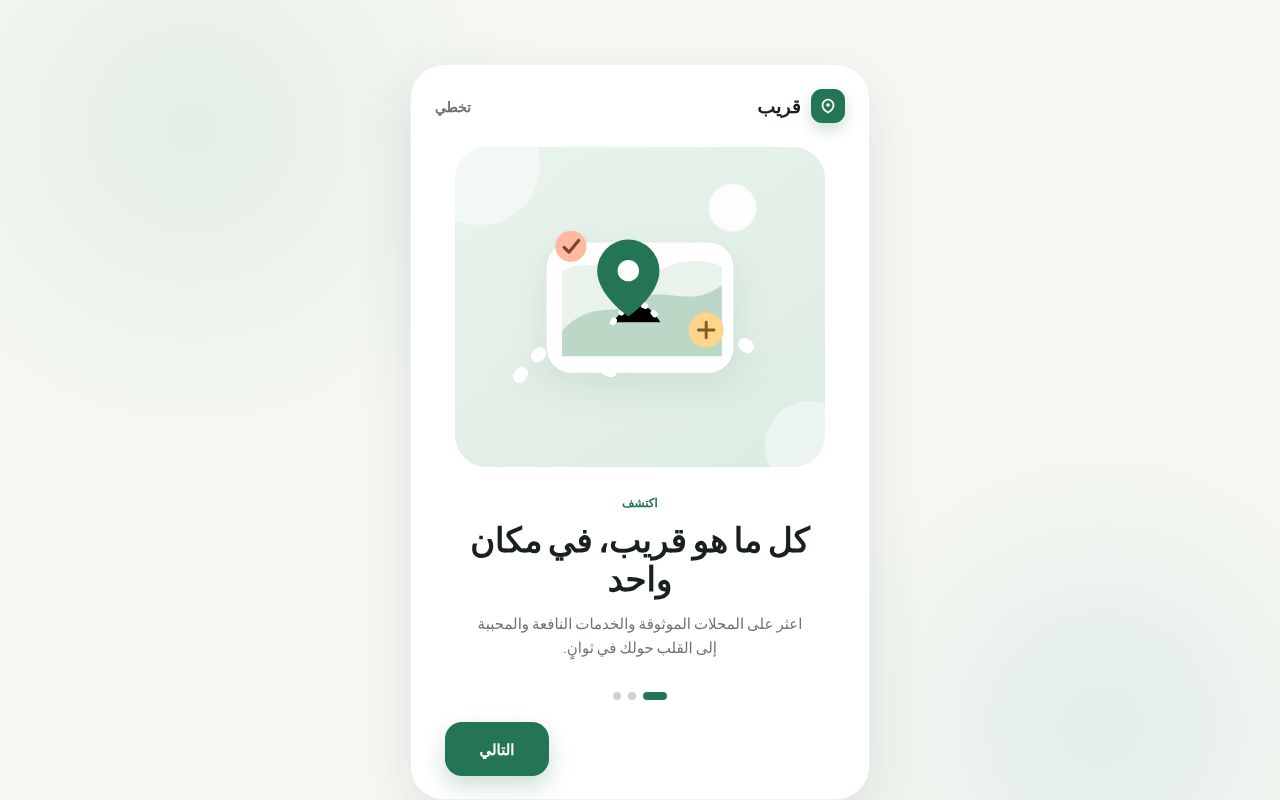 قريب
تخطي
اكتشف
كل ما هو قريب، في مكان
واحد
اعثر على المحلات الموثوقة والخدمات النافعة والمحببة
إلى القلب حولك في ثوانٍ.
التالي